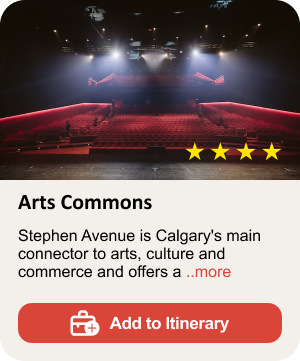 Arts Commons
Stephen Avenue is Calgary's main
connector to arts, culture and
commerce and offers a ..more
Add to Itinerary